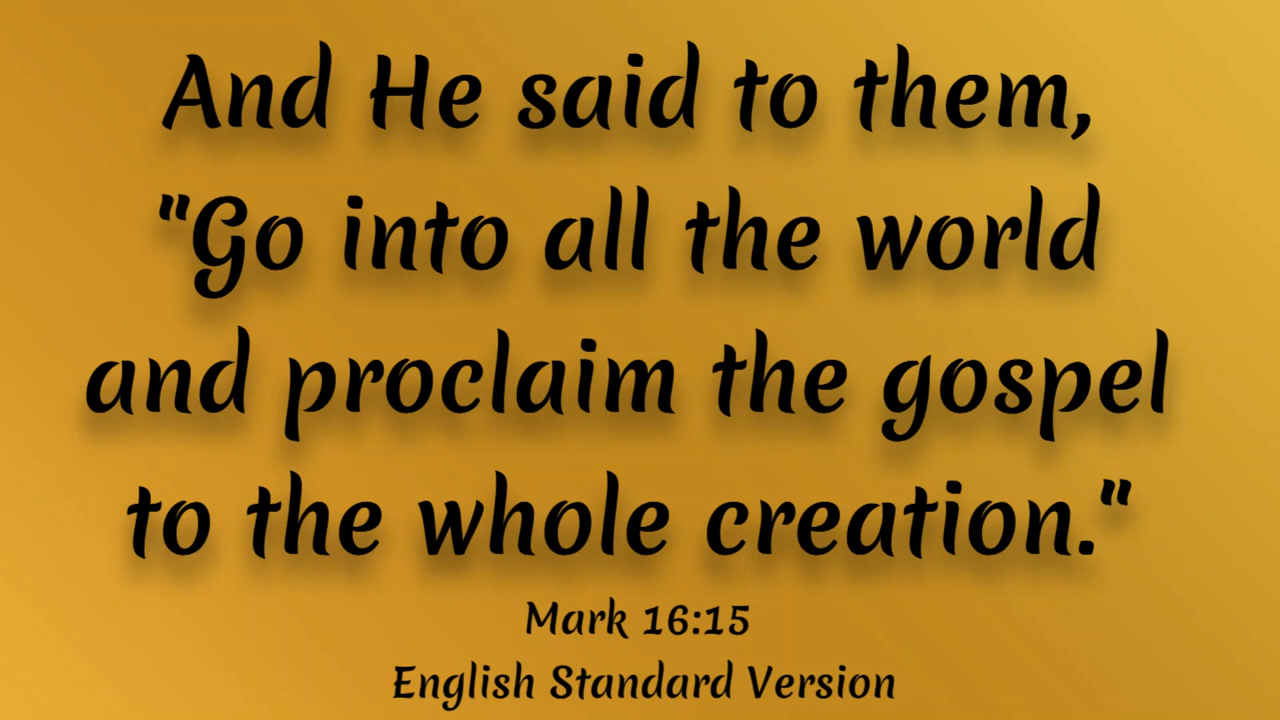 And He said to them,
"Go into all the world
and proclaim the gospel
to the whole creation."
Mark 16:15
English Standard Version